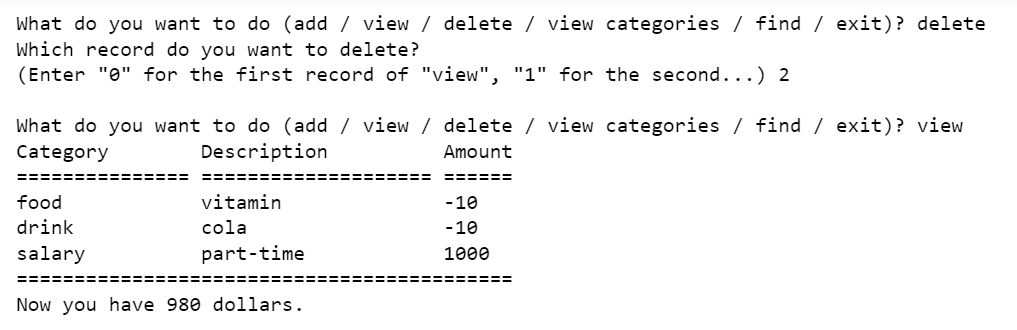 What do you want to do (add / view / delete / view categories / find / exit)? delete
Which record do you want to delete?
(Enter "0" for the first record of "view", "1" for the second...) 2
What do you want to do (add / view / delete / view categories / find / exit)? view
Category        Description          Amount
=============== ==================== ======
food            vitamin              -10
drink           cola                 -10
salary          part-time            1000
===========================================
Now you have 980 dollars.